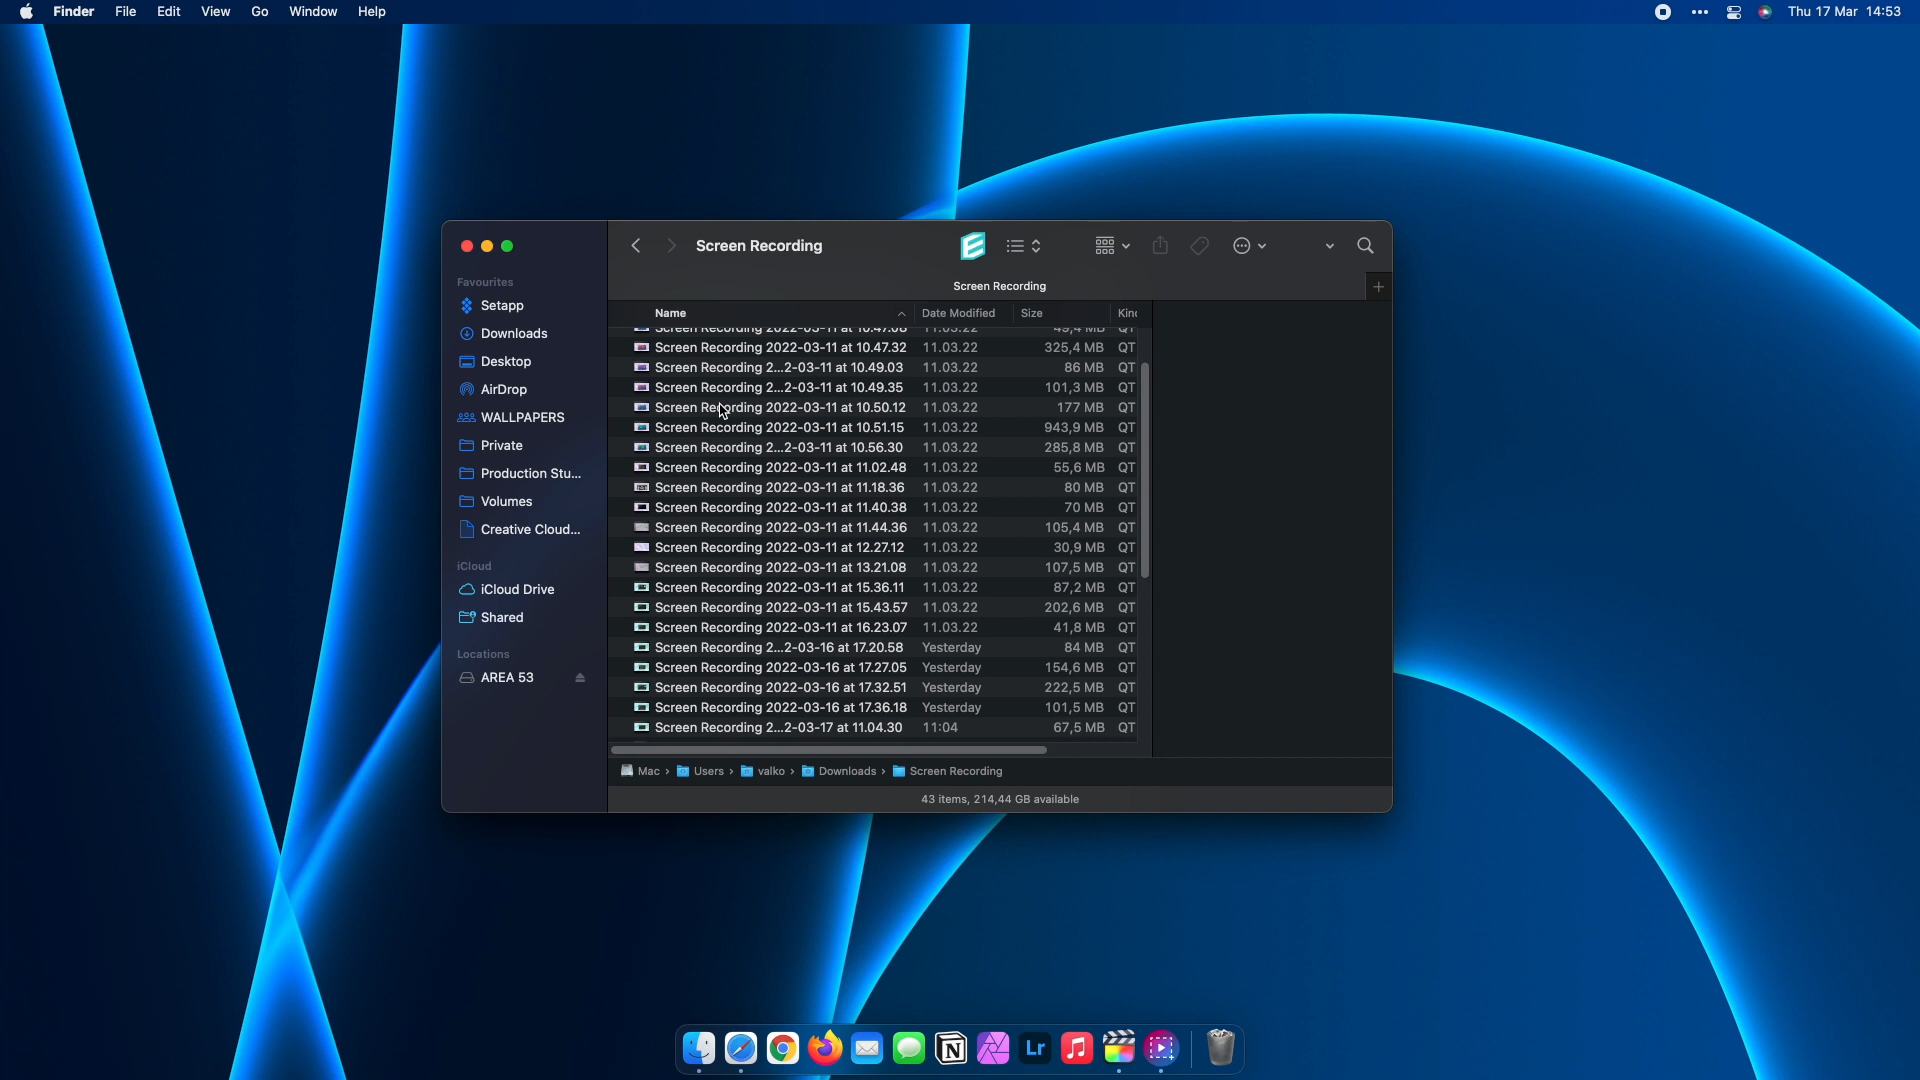 Finder File Edit View Go Window Help
Thu 17 Mar 14:53
Screen Recording
Screen Recording
Favourites
Setapp
Downloads
Desktop
AirDrop
WALLPAPERS
Private
Production Stu...
Volumes
Creative Cloud...
iCloud
iCloud Drive
Shared
Locations
AREA 53
Name Date Modified Size Kind
Screen Recording 2022-03-11 at 10.47.08 11.03.22 49,4 MB QT
Screen Recording 2022-03-11 at 10.47.32 11.03.22 325,4 MB QT
Screen Recording 2...2-03-11 at 10.49.03 11.03.22 86 MB QT
Screen Recording 2...2-03-11 at 10.49.35 11.03.22 101,3 MB QT
Screen Recording 2022-03-11 at 10.50.12 11.03.22 177 MB QT
Screen Recording 2022-03-11 at 10.51.15 11.03.22 943,9 MB QT
Screen Recording 2...2-03-11 at 10.56.30 11.03.22 285,8 MB QT
Screen Recording 2022-03-11 at 11.02.48 11.03.22 55,6 MB QT
Screen Recording 2022-03-11 at 11.18.36 11.03.22 80 MB QT
Screen Recording 2022-03-11 at 11.40.38 11.03.22 70 MB QT
Screen Recording 2022-03-11 at 11.44.36 11.03.22 105,4 MB QT
Screen Recording 2022-03-11 at 12.27.12 11.03.22 30,9 MB QT
Screen Recording 2022-03-11 at 13.21.08 11.03.22 107,5 MB QT
Screen Recording 2022-03-11 at 15.36.11 11.03.22 87,2 MB QT
Screen Recording 2022-03-11 at 15.43.57 11.03.22 202,6 MB QT
Screen Recording 2022-03-11 at 16.23.07 11.03.22 41,8 MB QT
Screen Recording 2...2-03-16 at 17.20.58 Yesterday 84 MB QT
Screen Recording 2022-03-16 at 17.27.05 Yesterday 154,6 MB QT
Screen Recording 2022-03-16 at 17.32.51 Yesterday 222,5 MB QT
Screen Recording 2022-03-16 at 17.36.18 Yesterday 101,5 MB QT
Screen Recording 2...2-03-17 at 11.04.30 11:04 67,5 MB QT
Mac › Users › valko › Downloads › Screen Recording
43 items, 214,44 GB available
Lr